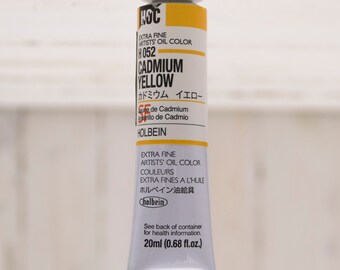 HOC
EXTRA FINE
ARTISTS' OIL COLOR
H 052
CADMIUM
YELLOW
カドミウム イエロー
de Cadmium
de Cadmio
HOLBEIN
EXTRA FINE
ARTISTS' OIL COLOR
COULEURS
EXTRA FINES A L'HUILE
ホルベイン油絵具
holbein
See back of container
for health information.
20ml (0.68 fl.oz.)